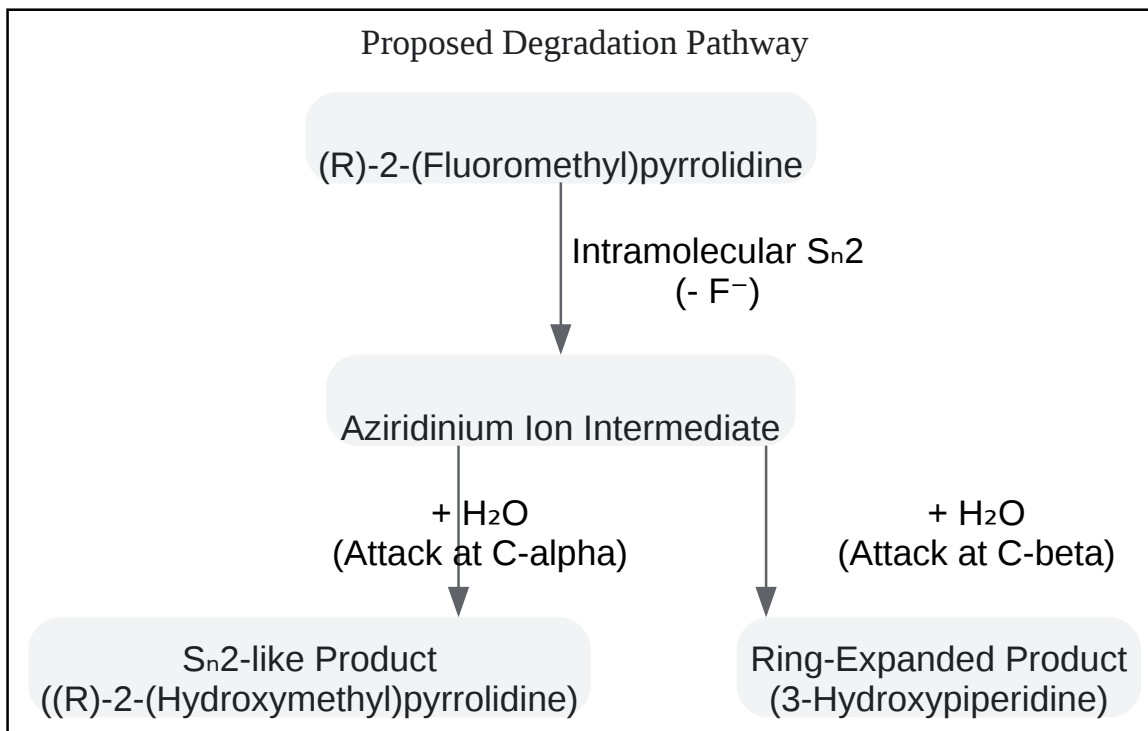 Proposed Degradation Pathway
(R)-2-(Fluoromethyl)pyrrolidine
Intramolecular Sₙ2
(- F⁻)
Aziridinium Ion Intermediate
+ H₂O
(Attack at C-alpha)
+ H₂O
(Attack at C-beta)
Sₙ2-like Product
((R)-2-(Hydroxymethyl)pyrrolidine)
Ring-Expanded Product
(3-Hydroxypiperidine)